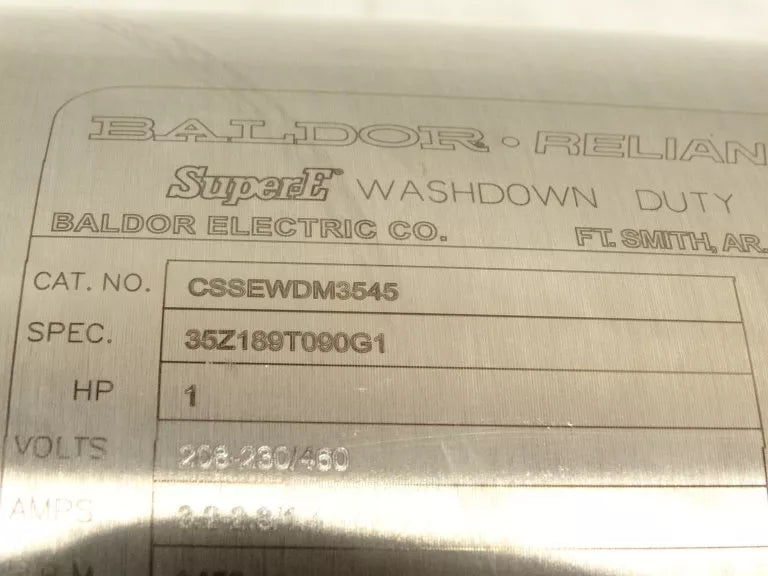 BALDOR • RELIAN
Super-E® WASHDOWN DUTY
BALDOR ELECTRIC CO. FT. SMITH, AR.
CAT. NO. CSSEWDM3545
SPEC. 35Z189T090G1
HP 1
VOLTS 208-230/460
AMPS